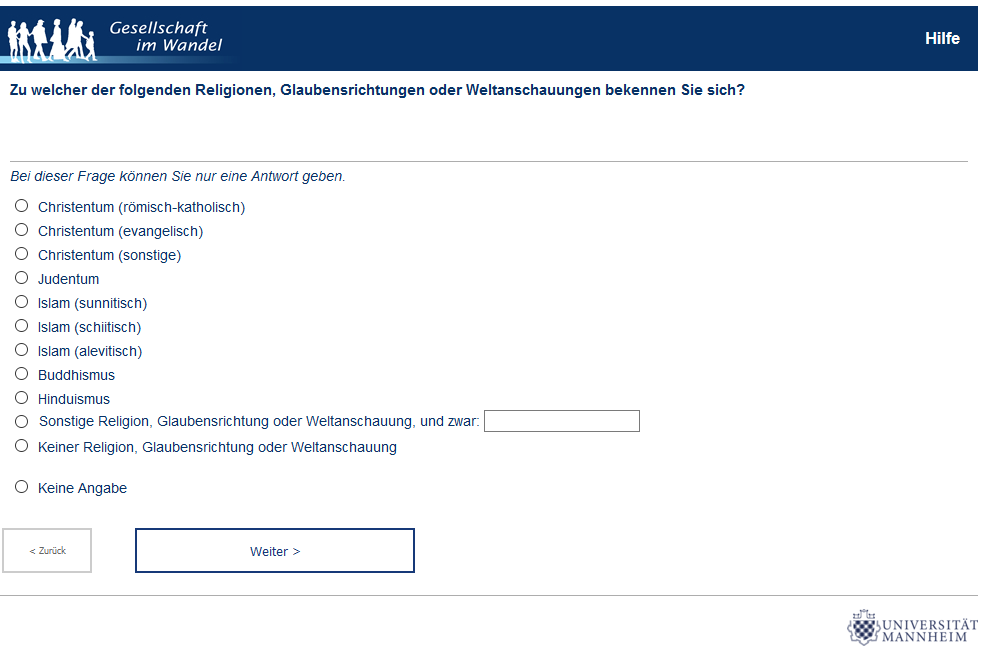 Gesellschaft
im Wandel
Hilfe
Zu welcher der folgenden Religionen, Glaubensrichtungen oder Weltanschauungen bekennen Sie sich?
Bei dieser Frage können Sie nur eine Antwort geben.
Christentum (römisch-katholisch)
Christentum (evangelisch)
Christentum (sonstige)
Judentum
Islam (sunnitisch)
Islam (schiitisch)
Islam (alevitisch)
Buddhismus
Hinduismus
Sonstige Religion, Glaubensrichtung oder Weltanschauung, und zwar:
Keiner Religion, Glaubensrichtung oder Weltanschauung
Keine Angabe
< Zurück
Weiter >
UNIVERSITÄT
MANNHEIM